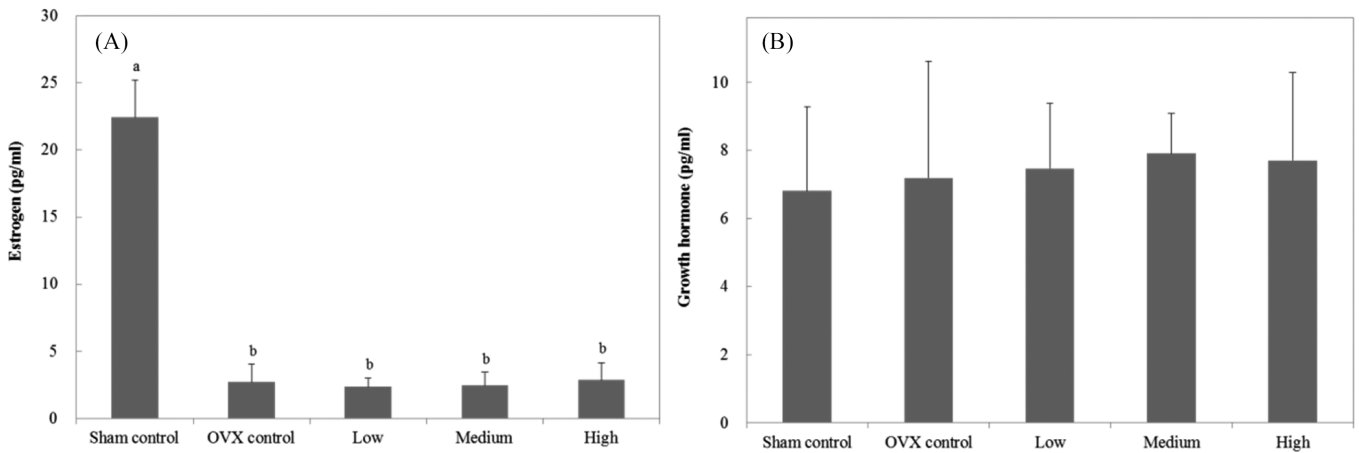 (A)
Estrogen (pg/ml)
30
25
20
15
10
5
0
a
b
b
b
b
Sham control OVX control Low Medium High
(B)
Growth hormone (pg/ml)
10
8
6
4
2
0
Sham control OVX control Low Medium High